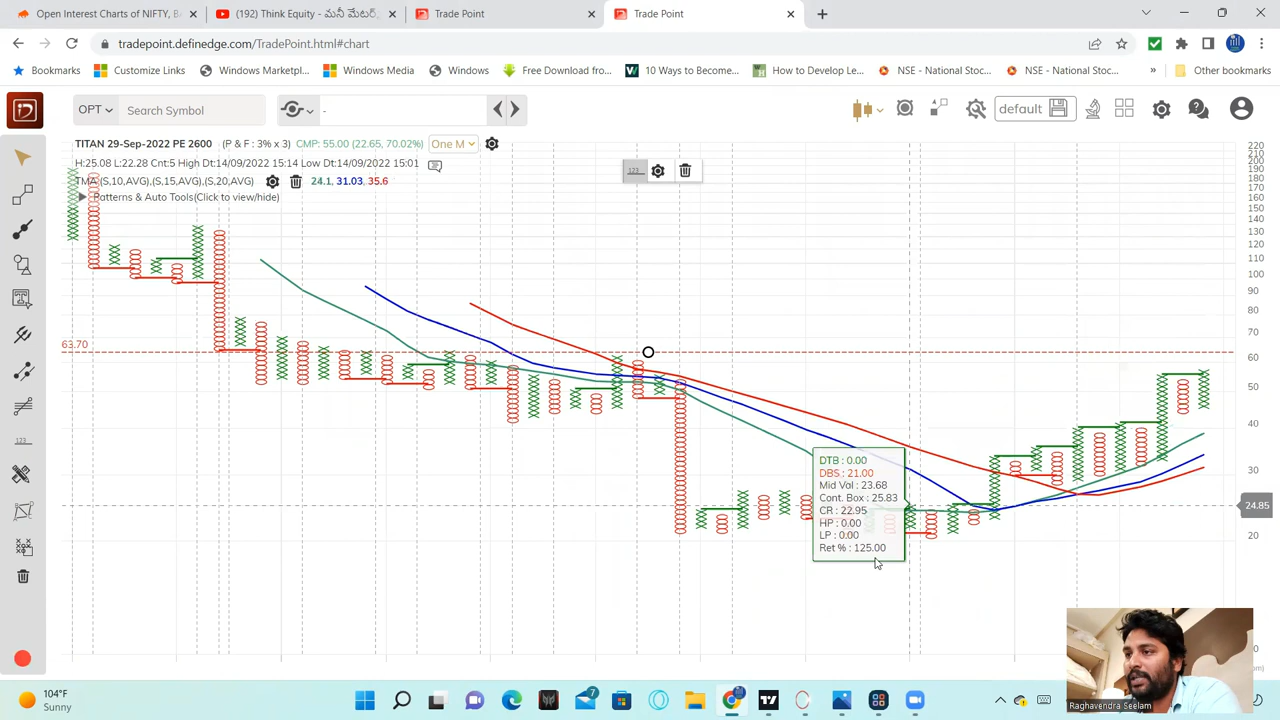 Open Interest Charts of NIFTY, B
(192) Think Equity - మనీ మేటర్,
Trade Point
Trade Point
tradepoint.definedge.com/TradePoint.html#chart
Bookmarks
Customize Links
Windows Marketpl...
Windows Media
Windows
Free Download fro...
10 Ways to Become...
How to Develop Le...
NSE - National Stoc...
NSE - National Stoc...
»
Other bookmarks
OPT
Search Symbol
-
default
TITAN 29-Sep-2022 PE 2600 (P & F : 3% x 3) CMP: 55.00 (22.65, 70.02%) One M
H:25.08 L:22.28 Cnt:5 High Dt:14/09/2022 15:14 Low Dt:14/09/2022 15:01
TMA (S,10,AVG),(S,15,AVG),(S,20,AVG) 24.1, 31.03, 35.6
Patterns & Auto Tools(Click to view/hide)
123
220
210
200
190
180
170
160
150
140
130
120
110
100
90
80
70
60
50
40
30
24.85
20
63.70
DTB : 0.00
DBS : 21.00
Mid Vol : 23.68
Cont. Box : 25.83
CR : 22.95
HP : 0.00
LP : 0.00
Ret % : 125.00
123
Raghavendra Seelam
104°F
Sunny
7